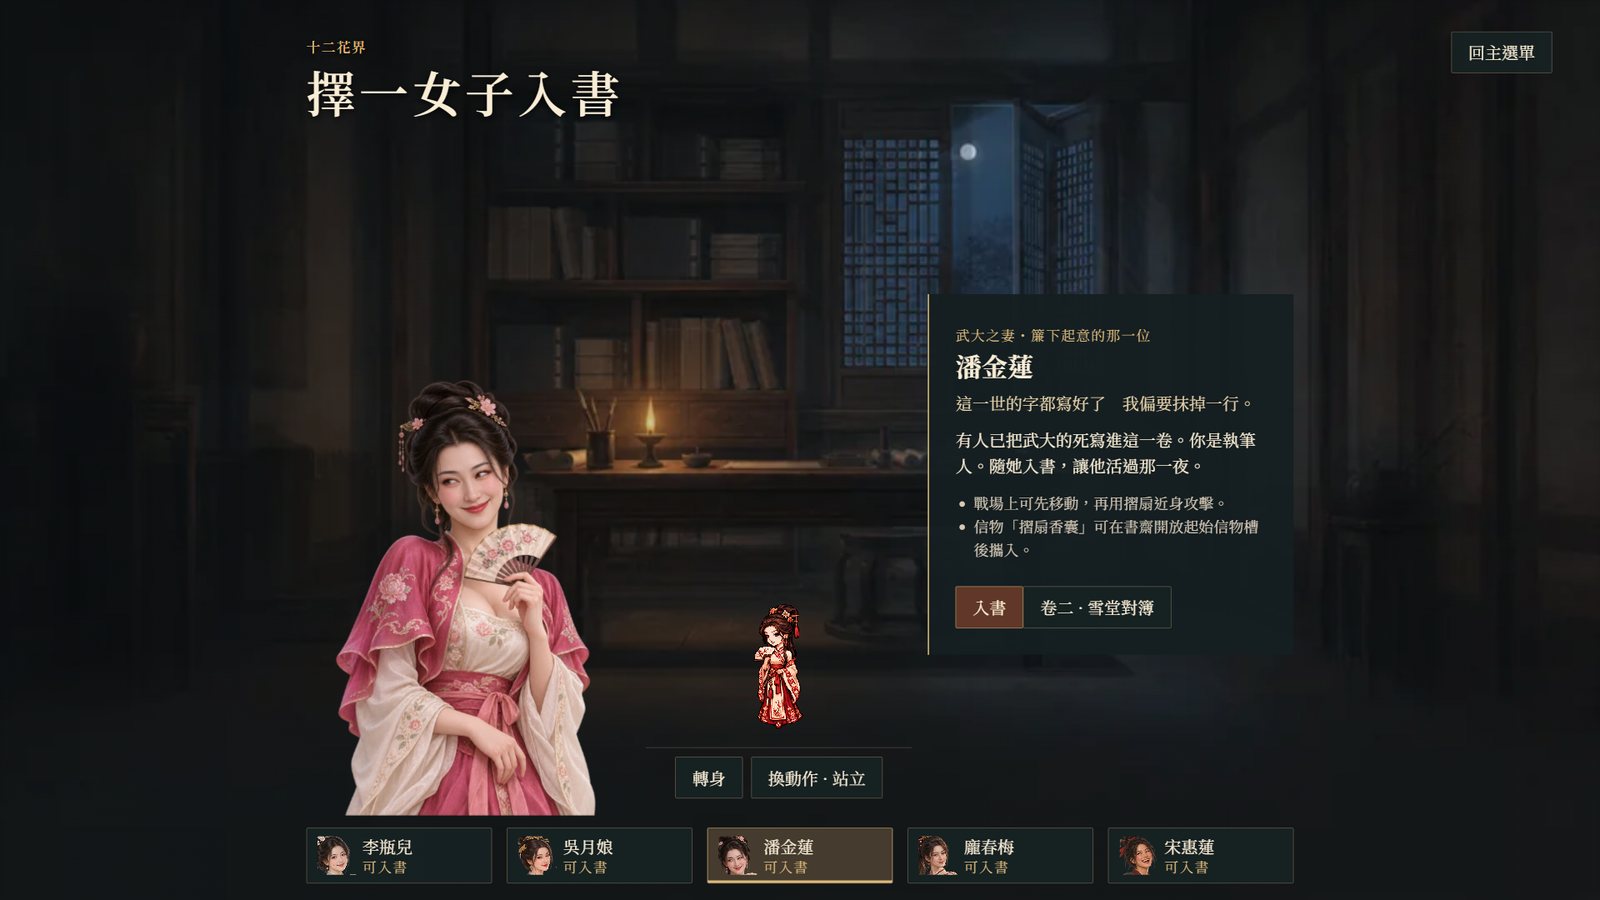 十二花界
擇一女子入書
回主選單
武大之妻・簾下起意的那一位
潘金蓮
這一世的字都寫好了　我偏要抹掉一行。
有人已把武大的死寫進這一卷。你是執筆
人。隨她入書，讓他活過那一夜。
• 戰場上可先移動，再用摺扇近身攻擊。
• 信物「摺扇香囊」可在書齋開放起始信物槽
後攜入。
入書
卷二・雪堂對簿
轉身
換動作・站立
李瓶兒
可入書
吳月娘
可入書
潘金蓮
可入書
龐春梅
可入書
宋惠蓮
可入書